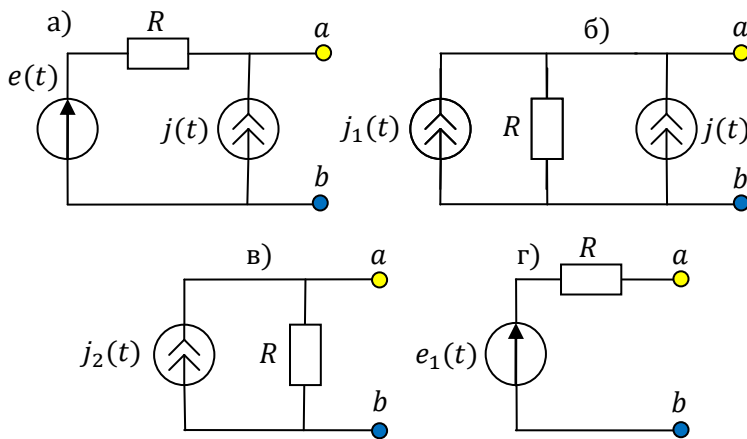 а) R a
e(t) j(t)
b
б) a
j₁(t) R j(t)
b
в) a
j₂(t) R
b
г) R a
e₁(t)
b